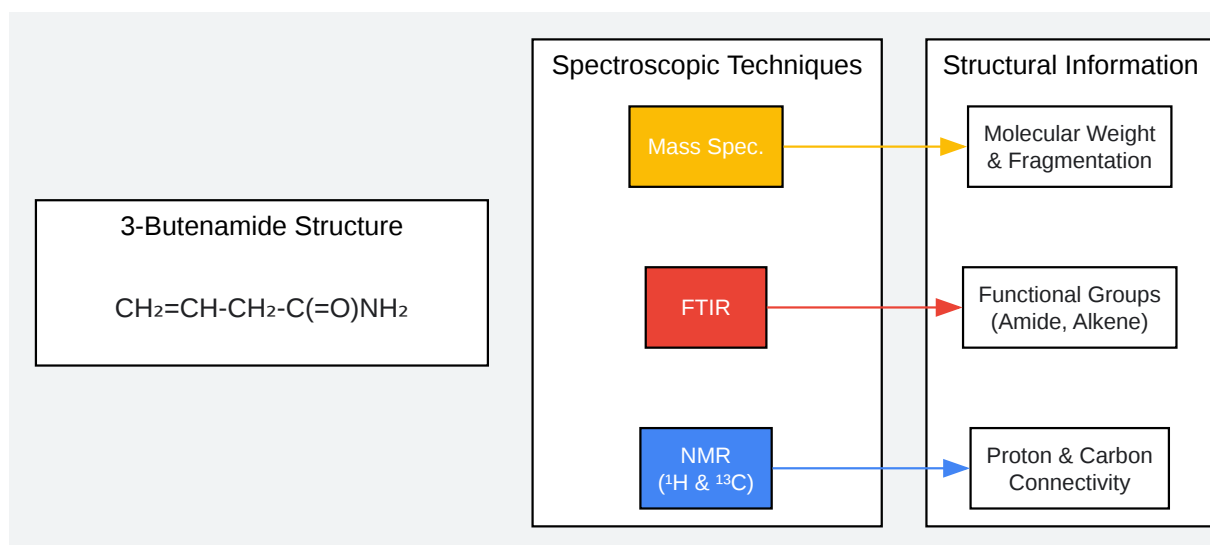 3-Butenamide Structure
CH₂=CH-CH₂-C(=O)NH₂
Spectroscopic Techniques
Mass Spec.
FTIR
NMR
(¹H & ¹³C)
Structural Information
Molecular Weight
& Fragmentation
Functional Groups
(Amide, Alkene)
Proton & Carbon
Connectivity